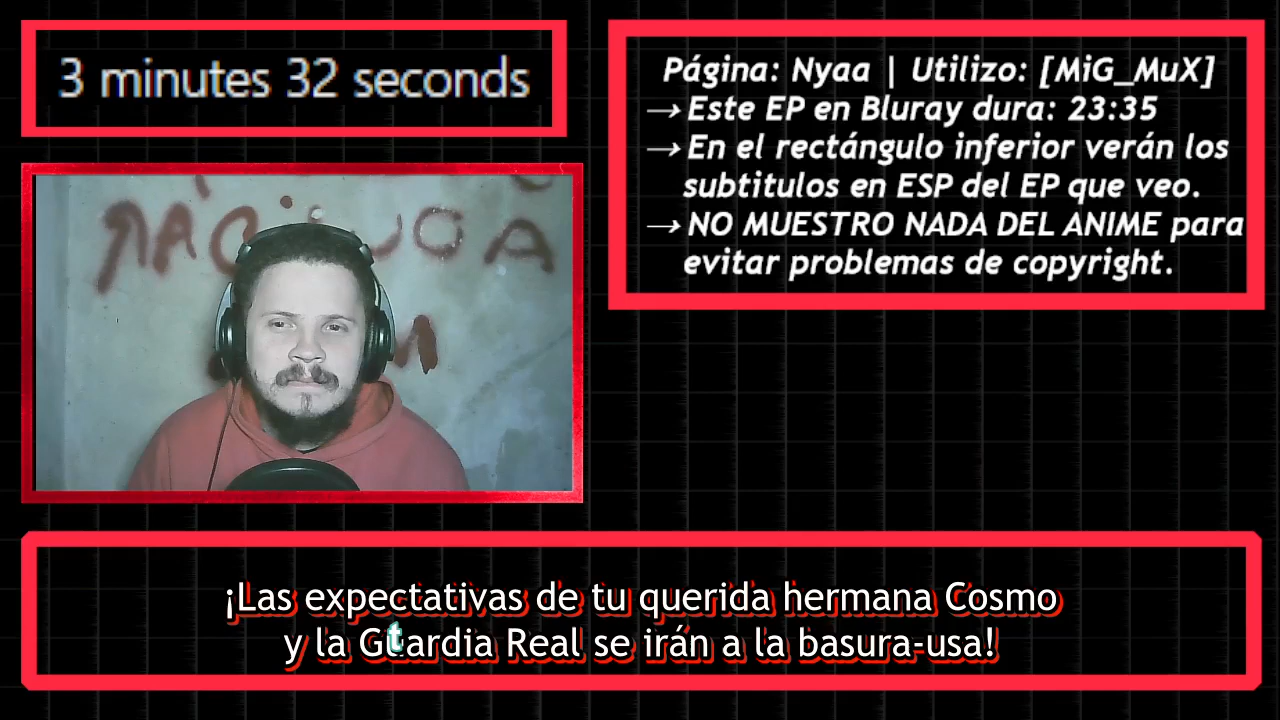 3 minutes 32 seconds
Página: Nyaa | Utilizo: [MiG_MuX]
→ Este EP en Bluray dura: 23:35
→ En el rectángulo inferior verán los
subtitulos en ESP del EP que veo.
→ NO MUESTRO NADA DEL ANIME para
evitar problemas de copyright.
¡Las expectativas de tu querida hermana Cosmo
y la Guardia Real se irán a la basura-usa!